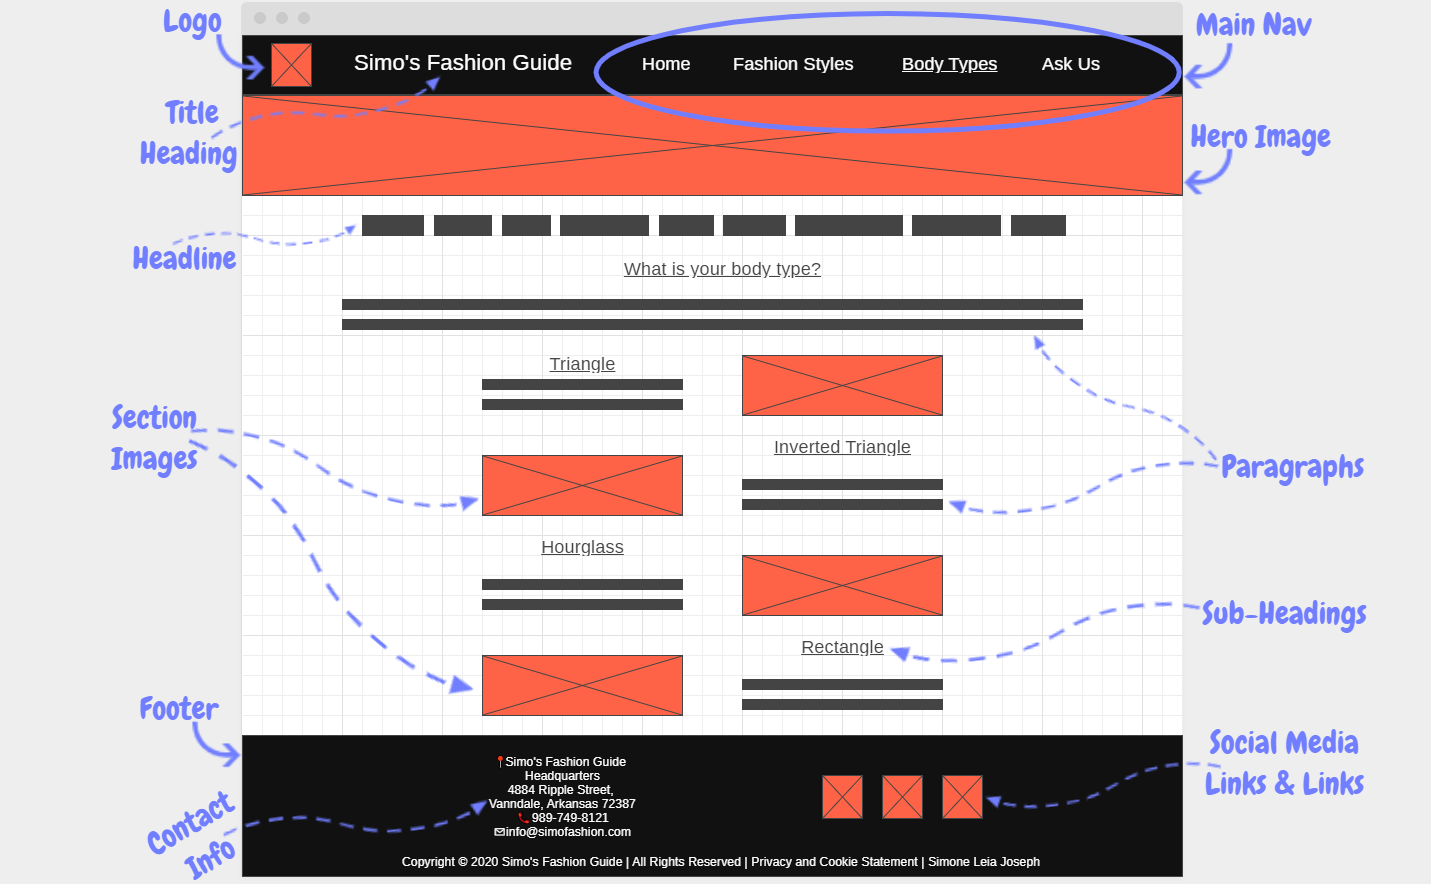 Logo
Main Nav
Simo's Fashion Guide
Home
Fashion Styles
Body Types
Ask Us
Title
Heading
Hero Image
Headline
What is your body type?
Triangle
Section
Images
Inverted Triangle
Paragraphs
Hourglass
Sub-Headings
Rectangle
Footer
Social Media
Links & Links
Contact
Info
Simo's Fashion Guide
Headquarters
4884 Ripple Street,
Vanndale, Arkansas 72387
989-749-8121
info@simofashion.com
Copyright © 2020 Simo's Fashion Guide | All Rights Reserved | Privacy and Cookie Statement | Simone Leia Joseph